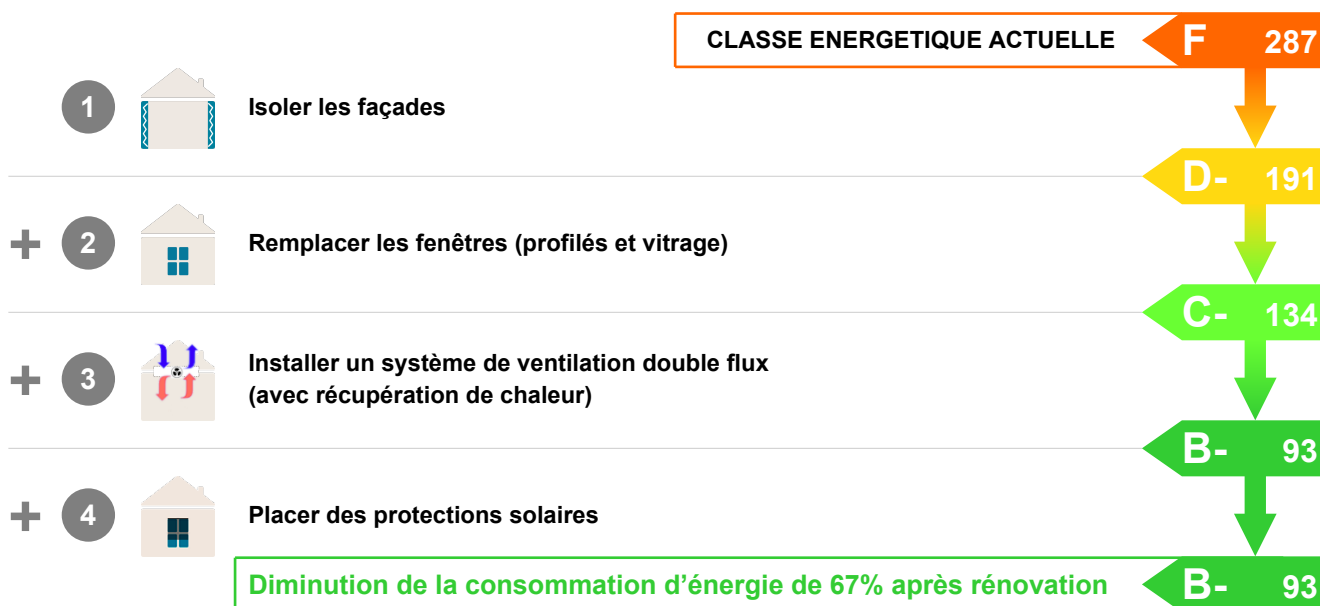 CLASSE ENERGETIQUE ACTUELLE F 287
1 Isoler les façades
D- 191
+ 2 Remplacer les fenêtres (profilés et vitrage)
C- 134
+ 3 Installer un système de ventilation double flux
(avec récupération de chaleur)
B- 93
+ 4 Placer des protections solaires
Diminution de la consommation d’énergie de 67% après rénovation B- 93